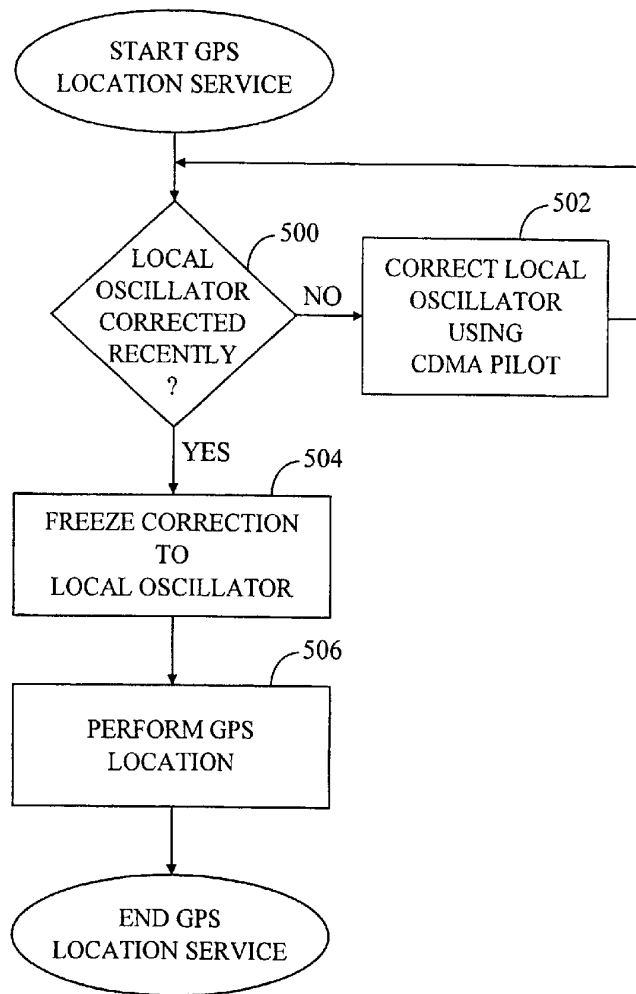 START GPS
LOCATION SERVICE
500
LOCAL
OSCILLATOR
CORRECTED
RECENTLY
?
NO
502
CORRECT LOCAL
OSCILLATOR
USING
CDMA PILOT
YES
504
FREEZE CORRECTION
TO
LOCAL OSCILLATOR
506
PERFORM GPS
LOCATION
END GPS
LOCATION SERVICE